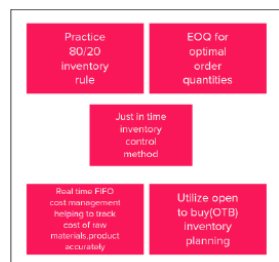 Practice
80/20
inventory
rule
EOQ for
optimal
order
quantities
Just in time
inventory
control
method
Real time FIFO
cost management
helping to track
cost of raw
materials,product
accurately
Utilize open
to buy(OTB)
inventory
planning